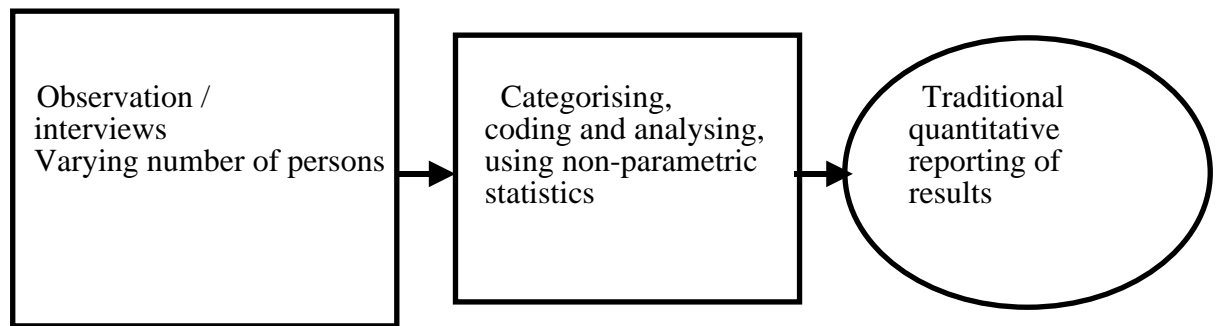 Observation /
interviews
Varying number of persons
Categorising,
coding and analysing,
using non-parametric
statistics
Traditional
quantitative
reporting of
results